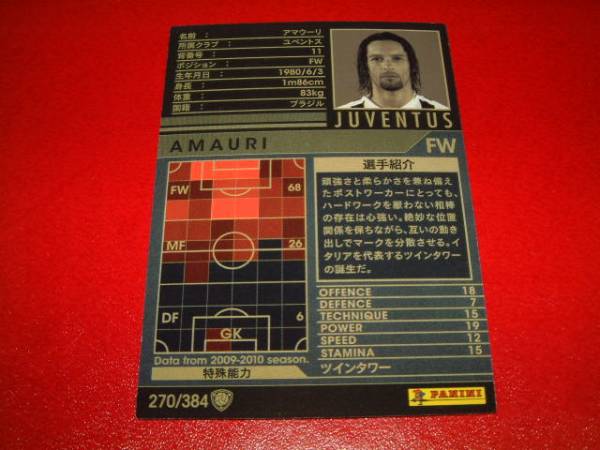 名前 : アマウーリ
所属クラブ : ユベントス
背番号 : 11
ポジション : FW
生年月日 : 1980/6/3
身長 : 1m86cm
体重 : 83kg
国籍 : ブラジル
JUVENTUS
AMAURI
FW
FW 68
MF 26
DF 6
GK
Data from 2009-2010 season.
特殊能力
選手紹介
頑強さと柔らかさを兼ね備え
たポストワーカーにとっても、
ハードワークを厭わない相棒
の存在は心強い。絶妙な位置
関係を保ちながら、互いの動き
出しでマークを分散させる。イ
タリアを代表するツインタワー
の誕生だ。
OFFENCE 18
DEFENCE 7
TECHNIQUE 15
POWER 19
SPEED 12
STAMINA 15
ツインタワー
270/384
PANINI